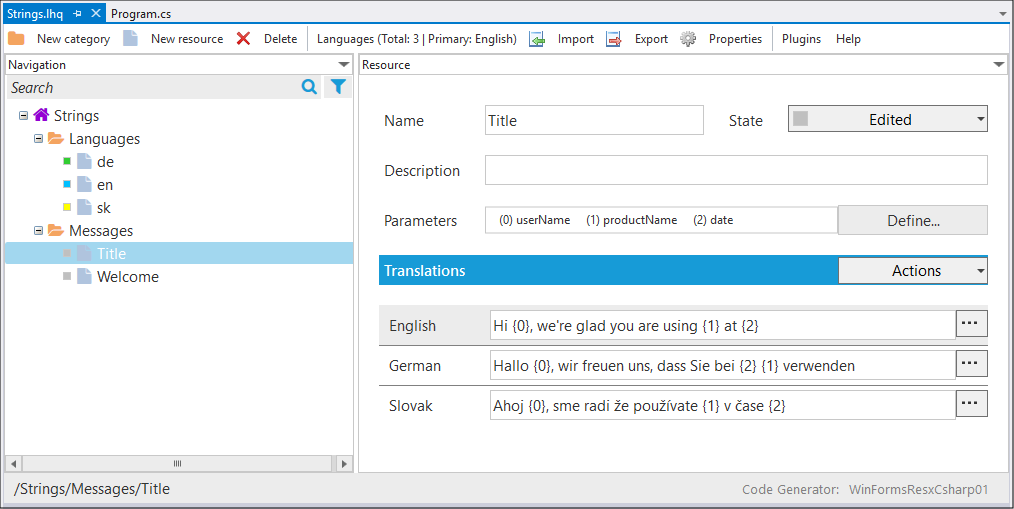 Strings.lhq Program.cs
New category New resource Delete Languages (Total: 3 | Primary: English) Import Export Properties Plugins Help
Navigation
Search
Strings
Languages
de
en
sk
Messages
Title
Welcome
Resource
Name Title State Edited
Description
Parameters (0) userName (1) productName (2) date Define...
Translations Actions
English Hi {0}, we're glad you are using {1} at {2} ...
German Hallo {0}, wir freuen uns, dass Sie bei {2} {1} verwenden ...
Slovak Ahoj {0}, sme radi že používate {1} v čase {2} ...
/Strings/Messages/Title Code Generator: WinFormsResxCsharp01